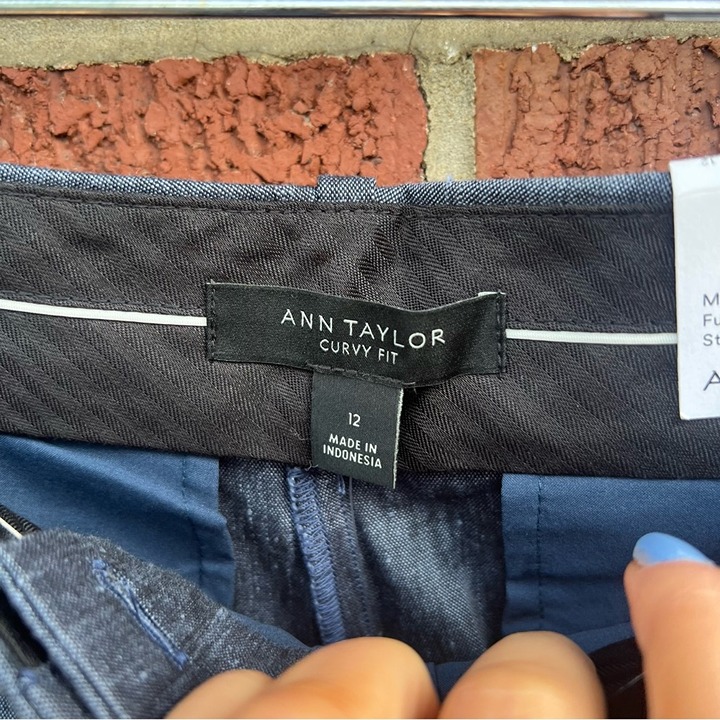 ANN TAYLOR
CURVY FIT
12
MADE IN
INDONESIA